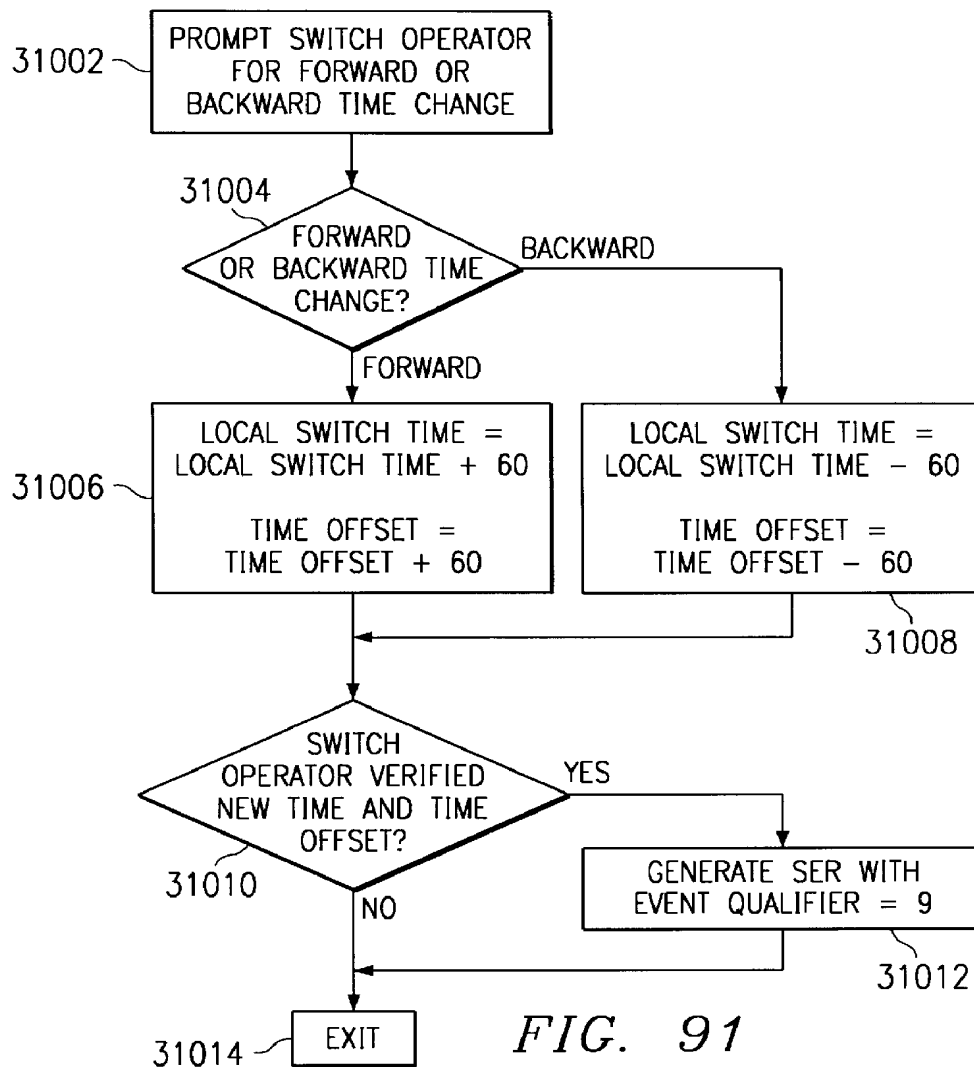 31002
PROMPT SWITCH OPERATOR
FOR FORWARD OR
BACKWARD TIME CHANGE
31004
FORWARD
OR BACKWARD TIME
CHANGE?
BACKWARD
FORWARD
31006
LOCAL SWITCH TIME =
LOCAL SWITCH TIME + 60
TIME OFFSET =
TIME OFFSET + 60
LOCAL SWITCH TIME =
LOCAL SWITCH TIME - 60
TIME OFFSET =
TIME OFFSET - 60
31008
SWITCH
OPERATOR VERIFIED
NEW TIME AND TIME
OFFSET?
YES
31010
NO
GENERATE SER WITH
EVENT QUALIFIER = 9
31012
31014
EXIT
FIG. 91